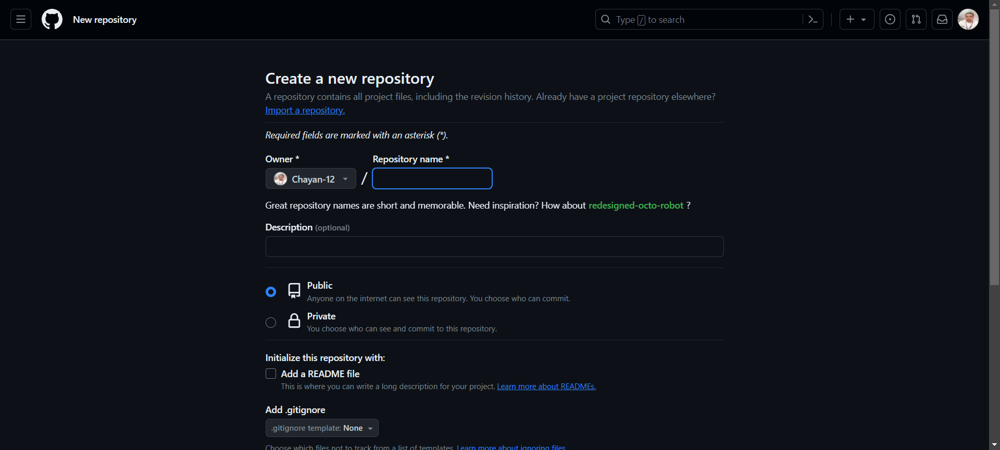 New repository
Type / to search
Create a new repository
A repository contains all project files, including the revision history. Already have a project repository elsewhere?
Import a repository.
Required fields are marked with an asterisk (*).
Owner * Repository name *
Chayan-12 /
Great repository names are short and memorable. Need inspiration? How about redesigned-octo-robot ?
Description (optional)
Public
Anyone on the internet can see this repository. You choose who can commit.
Private
You choose who can see and commit to this repository.
Initialize this repository with:
Add a README file
This is where you can write a long description for your project. Learn more about READMEs.
Add .gitignore
.gitignore template: None
Choose which files not to track from a list of templates. Learn more about ignoring files.